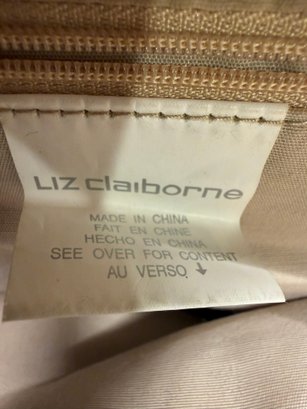 LIZ claiborne
MADE IN CHINA
FAIT EN CHINE
HECHO EN CHINA
SEE OVER FOR CONTENT
AU VERSO ↓